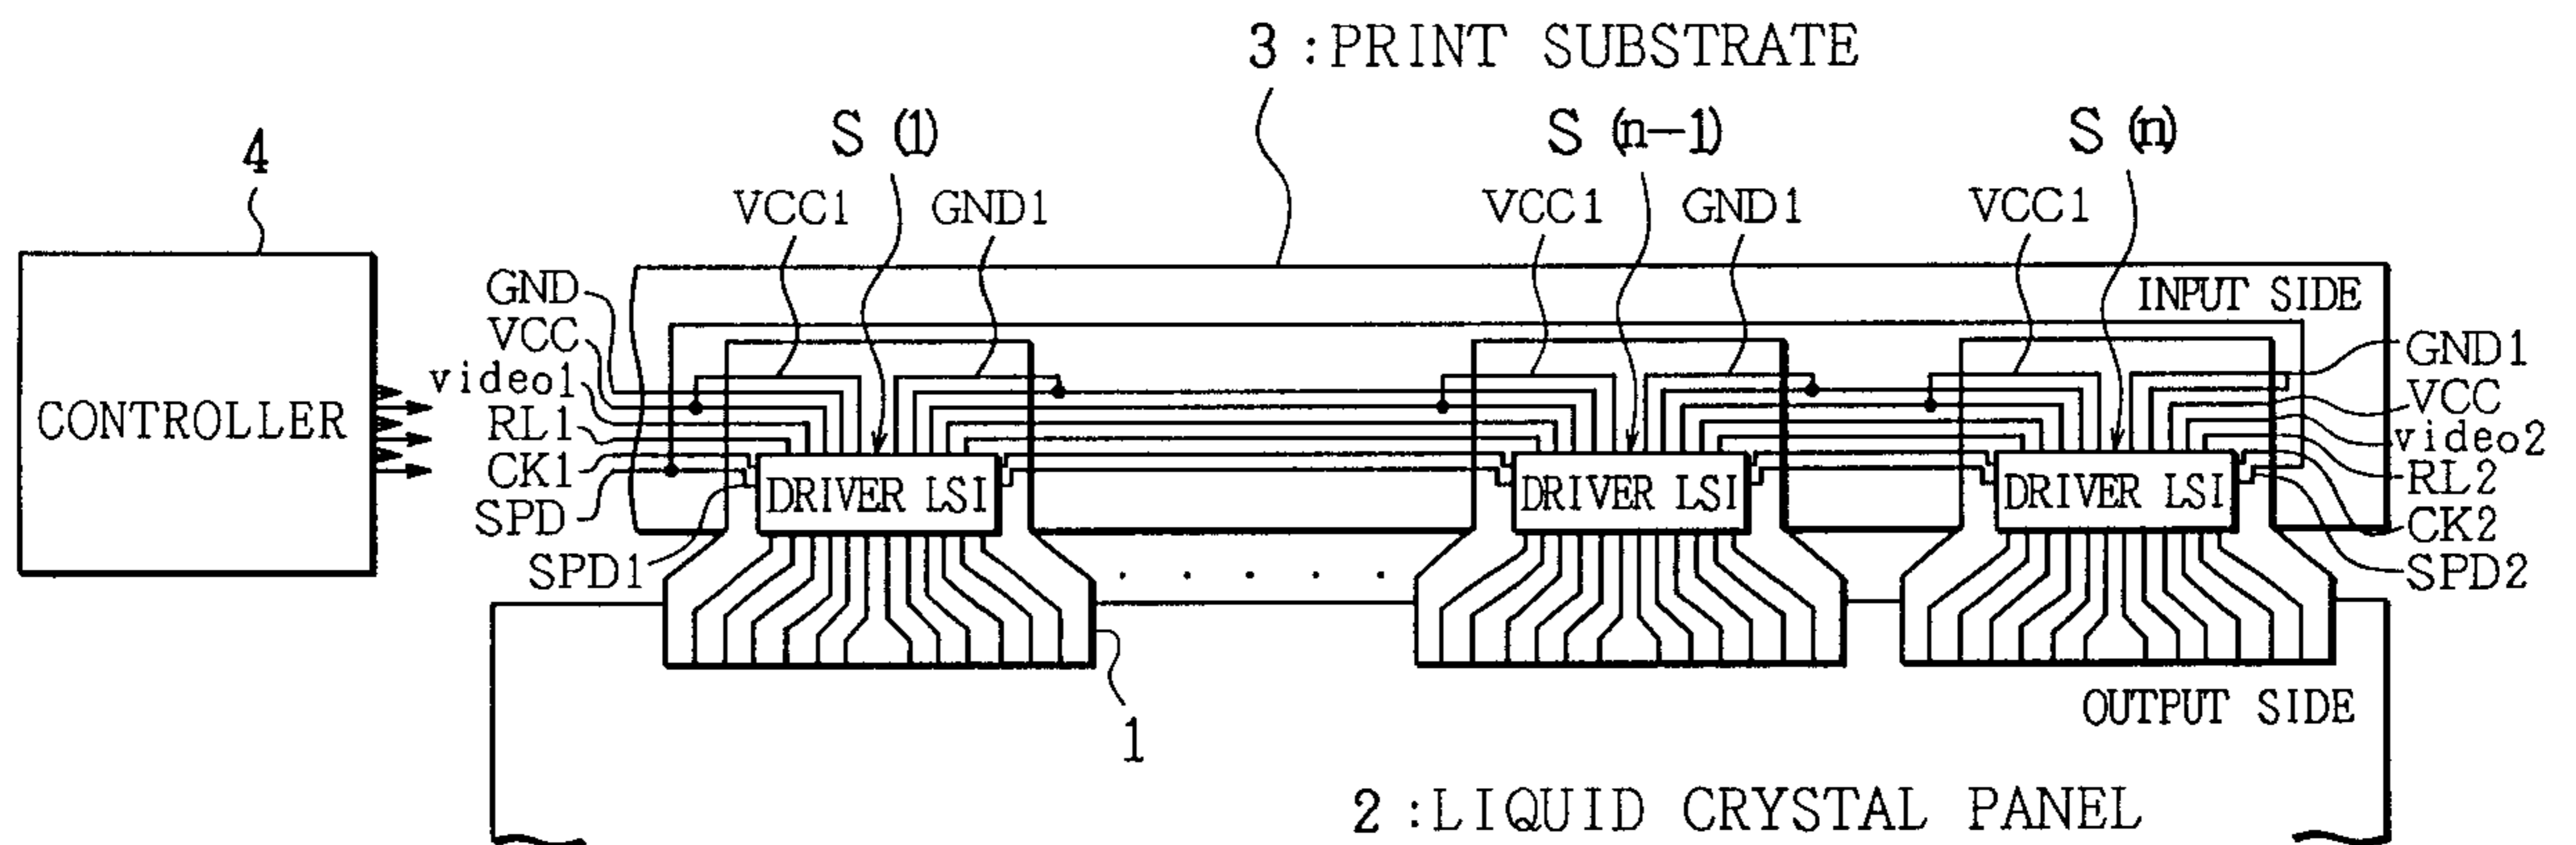 3 : PRINT SUBSTRATE
4
S (1)
S (n-1)
S (n)
VCC1
GND1
VCC1
GND1
VCC1
INPUT SIDE
GND
VCC
video1
RL1
CK1
SPD
SPD1
CONTROLLER
DRIVER LSI
DRIVER LSI
DRIVER LSI
GND1
VCC
video2
RL2
CK2
SPD2
. . . . .
1
OUTPUT SIDE
2 : LIQUID CRYSTAL PANEL